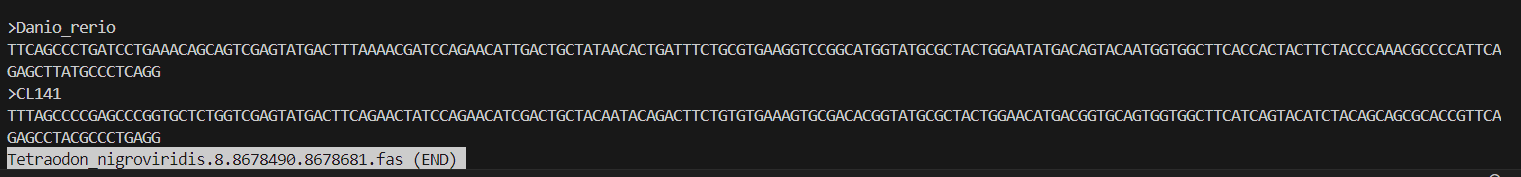 >Danio_rerio
TTCAGCCCTGATCCTGAAACAGCAGTCGAGTATGACTTTAAAACGATCCAGAACATTGACTGCTATAACACTGATTTCTGCGTGAAGGTCCGGCATGGTATGCGCTACTGGAATATGACAGTACAATGGTGGCTTCACCACTACTTCTACCCAAACGCCCCATTCA
GAGCTTATGCCCTCAGG
>CL141
TTTAGCCCCGAGCCCGGTGCTCTGGTCGAGTATGACTTCAGAACTATCCAGAACATCGACTGCTACAATACAGACTTCTGTGTGAAAGTGCGACACGGTATGCGCTACTGGAACATGACGGTGCAGTGGTGGCTTCATCAGTACATCTACAGCAGCGCACCGTTCA
GAGCCTACGCCCTGAGG
Tetraodon_nigroviridis.8.8678490.8678681.fas (END)